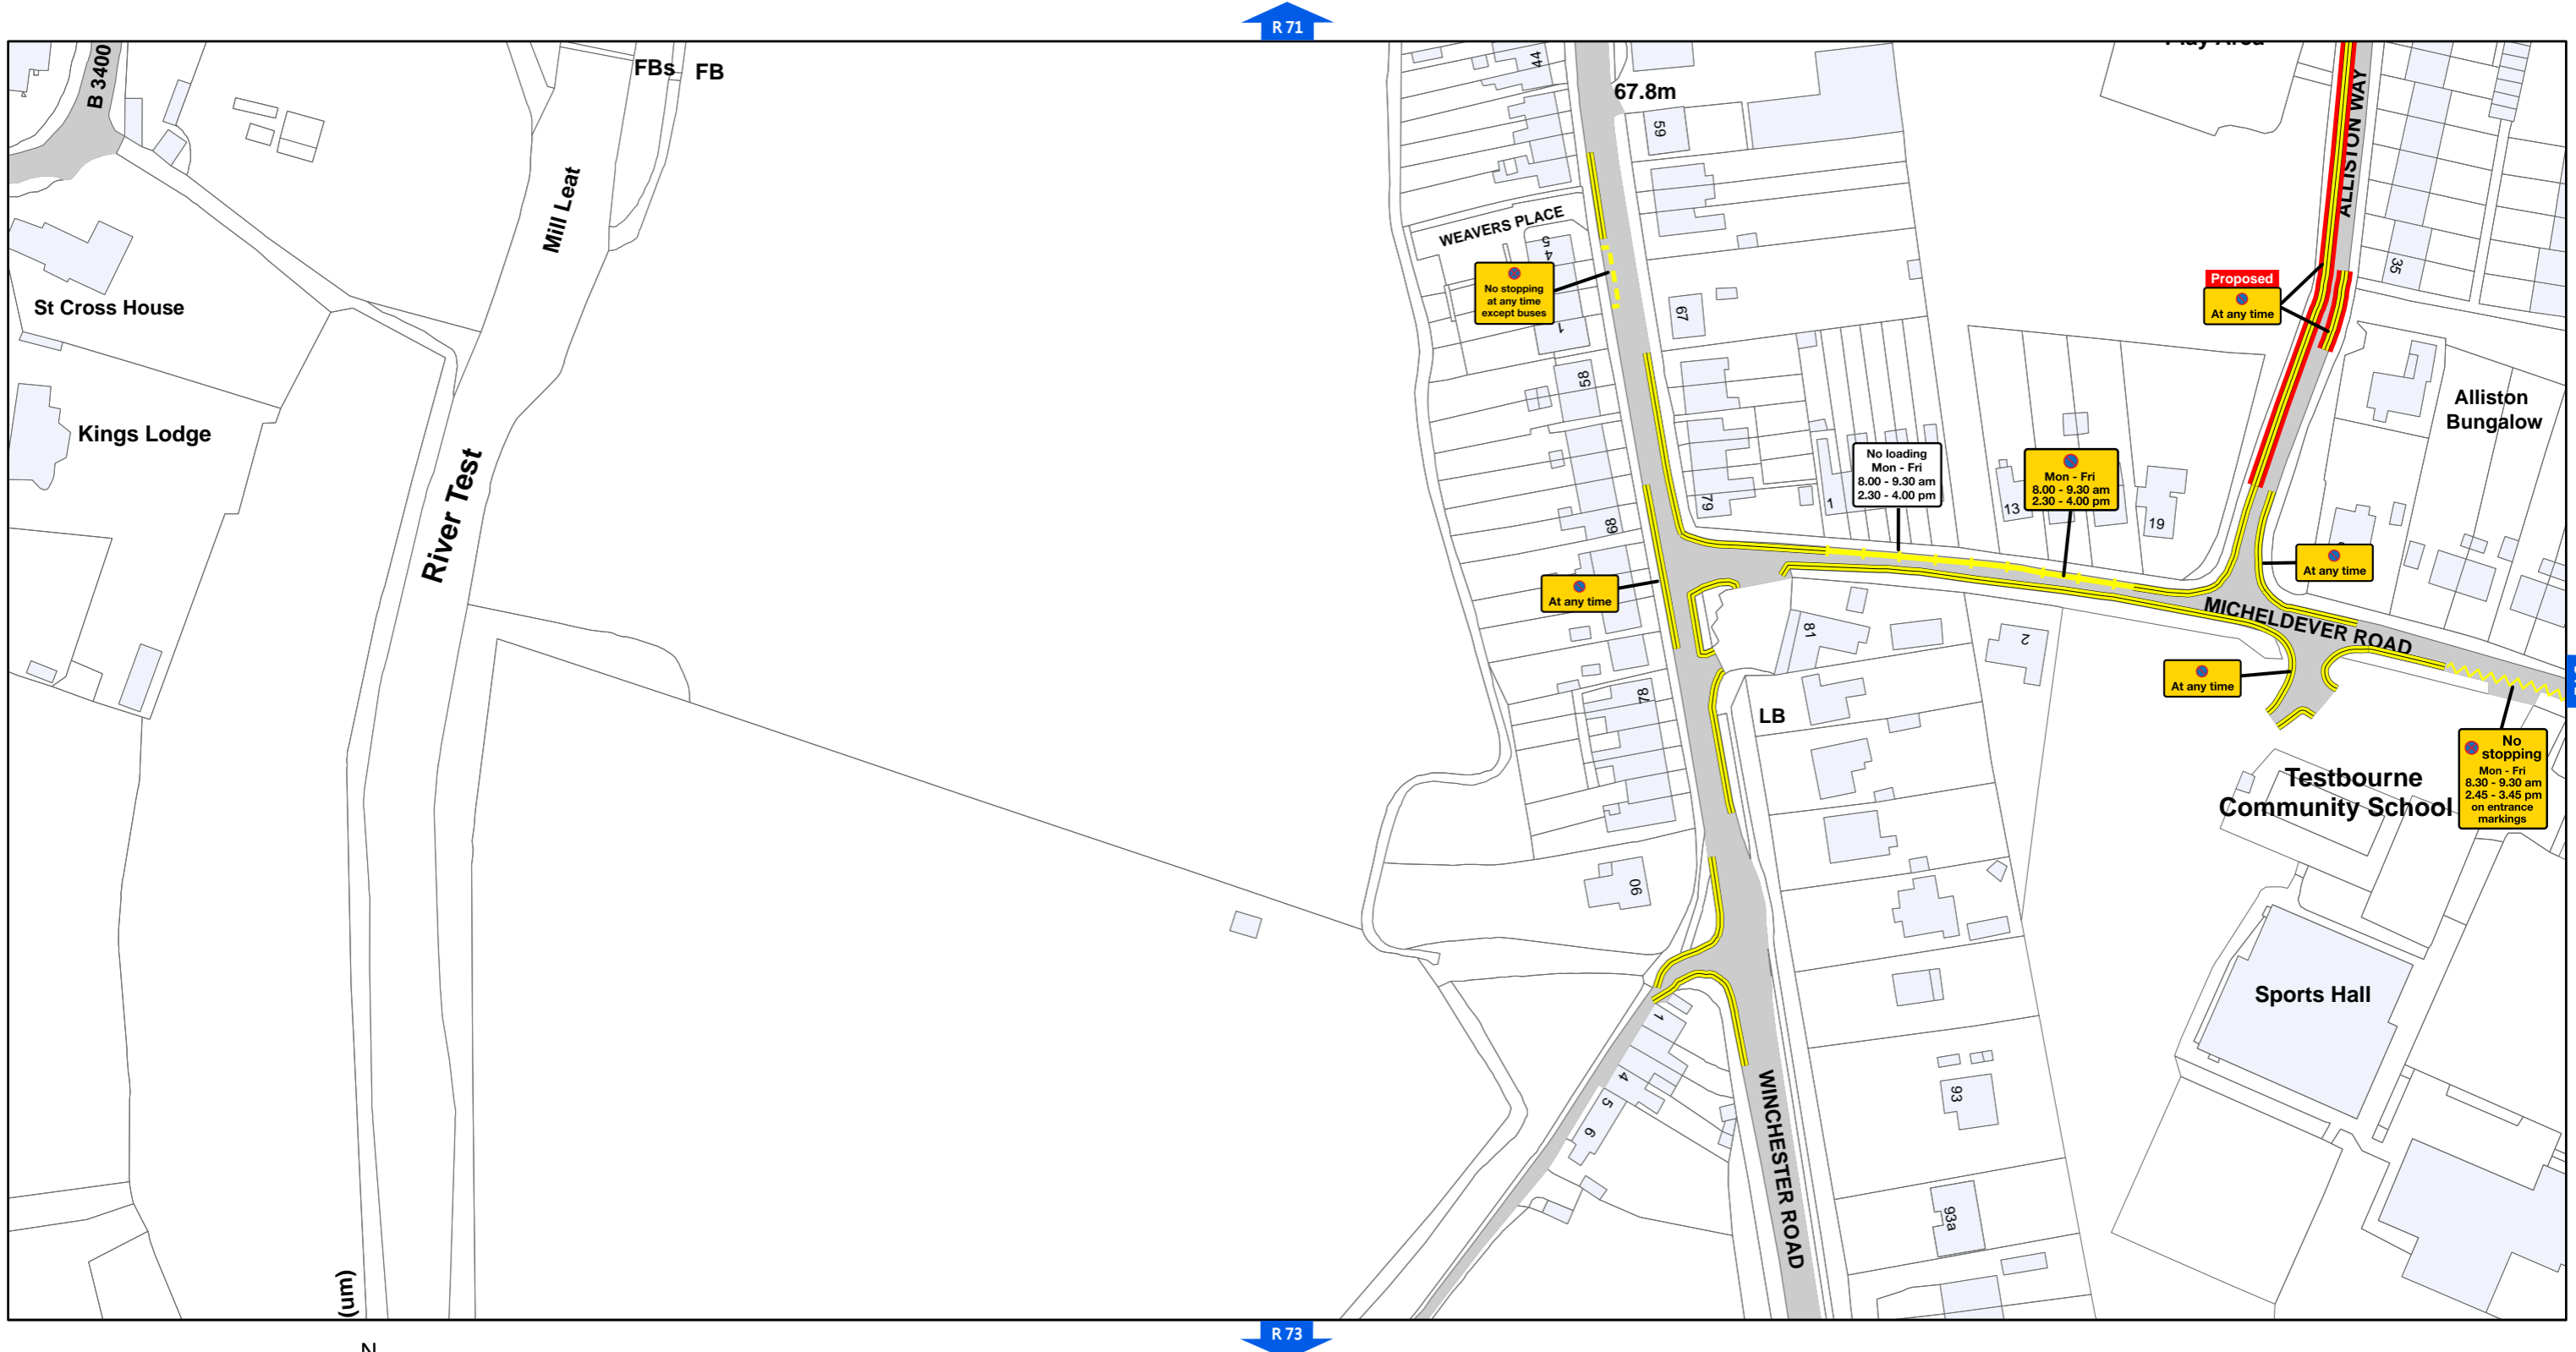 R 71
B 3400
FBs
FB
44
67.8m
59
ALLISTON WAY
Mill Leat
WEAVERS PLACE
54
No stopping
at any time
except buses
1
67
35
Proposed
At any time
St Cross House
58
Alliston
Bungalow
Kings Lodge
River Test
No loading
Mon - Fri
8.00 - 9.30 am
2.30 - 4.00 pm
Mon - Fri
8.00 - 9.30 am
2.30 - 4.00 pm
79
1
13
19
68
At any time
At any time
MICHELDEVER ROAD
81
2
At any time
78
LB
No
stopping
Mon - Fri
8.30 - 9.30 am
2.45 - 3.45 pm
on entrance
markings
Testbourne
Community School
90
Sports Hall
1
4
5
6
93
WINCHESTER ROAD
93a
(um)
R 73
N